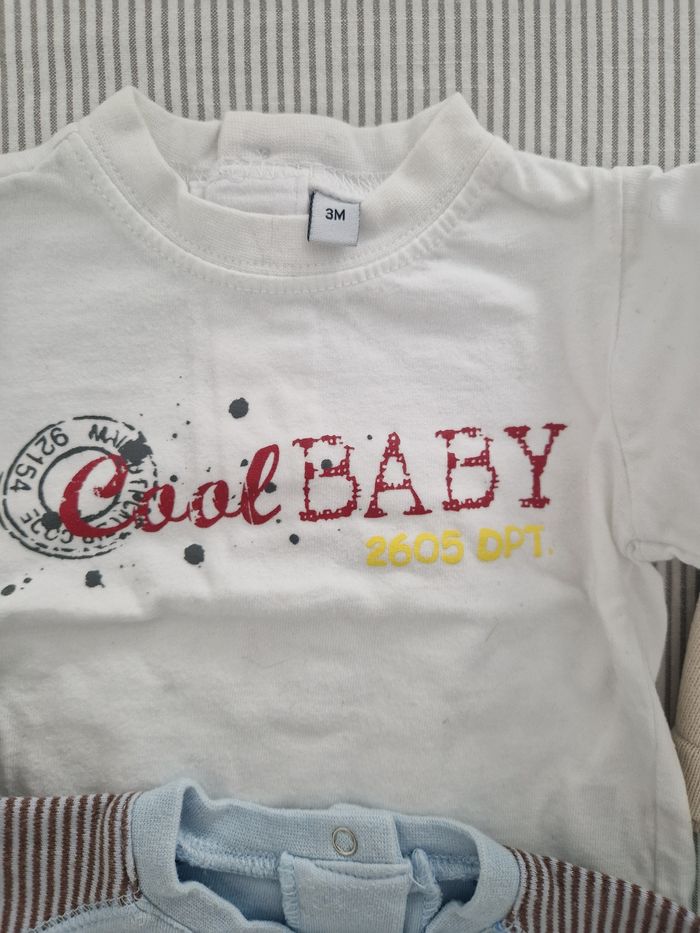 3M
92154
Cool BABY
2605 DPT.